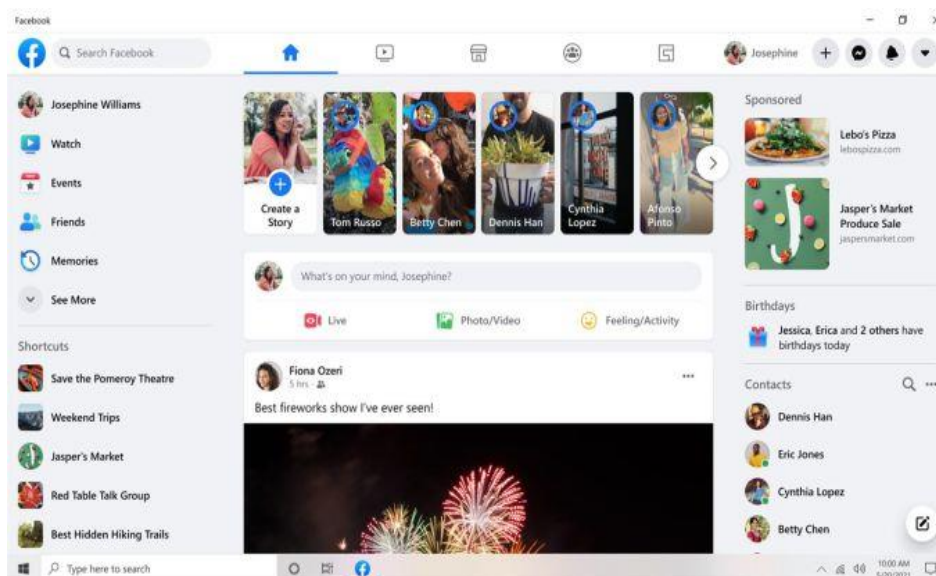 Facebook
Search Facebook
Josephine
Josephine Williams
Watch
Events
Friends
Memories
See More
Shortcuts
Save the Pomeroy Theatre
Weekend Trips
Jasper's Market
Red Table Talk Group
Best Hidden Hiking Trails
Create a
Story
Tom Russo
Betty Chen
Dennis Han
Cynthia
Lopez
Afonso
Pinto
What's on your mind, Josephine?
Live
Photo/Video
Feeling/Activity
Fiona Ozeri
5 hrs
Best fireworks show I've ever seen!
Sponsored
Lebo's Pizza
lebospizza.com
Jasper's Market
Produce Sale
jaspersmarket.com
Birthdays
Jessica, Erica and 2 others have
birthdays today
Contacts
Dennis Han
Eric Jones
Cynthia Lopez
Betty Chen
Type here to search
10:00 AM
5/20/2021